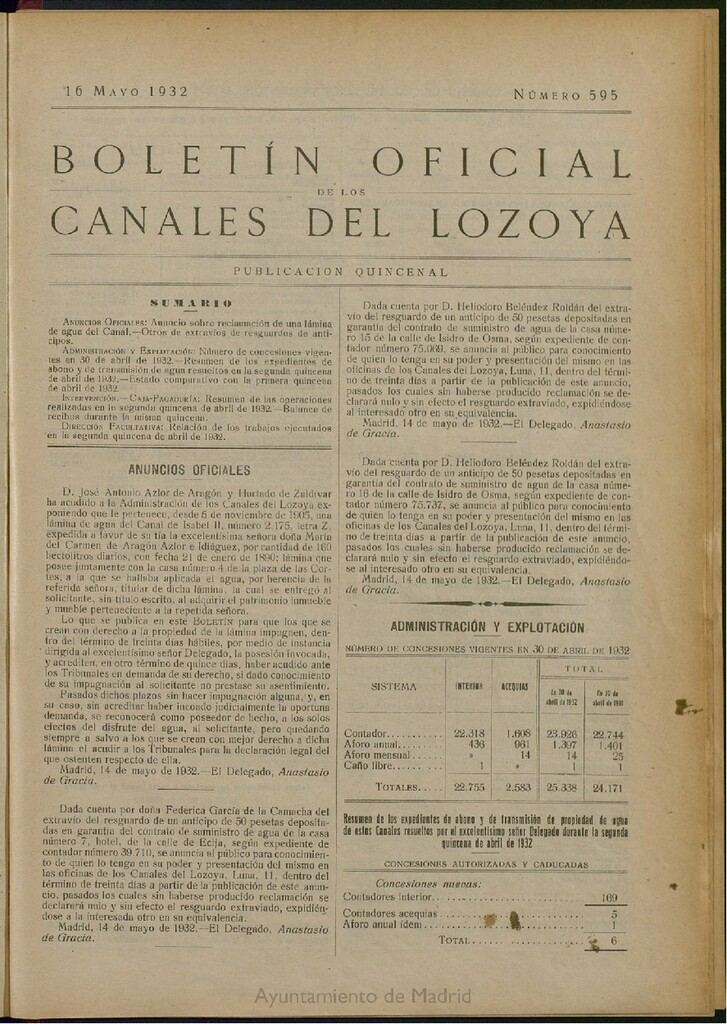 16 Mayo 1932
Número 595
BOLETÍN OFICIAL
DE LOS
CANALES DEL LOZOYA
PUBLICACION QUINCENAL
SUMARIO
Anuncios Oficiales: Anuncio sobre reclamación de una lámina
de agua del Canal.—Otros de extravíos de resguardos de anti-
cipos.
Administración y Explotación: Número de concesiones vigen-
tes en 30 de abril de 1932.—Resumen de los expedientes de
abono y de transmisión de agua resueltos en la segunda quincena
de abril de 1932.—Estado comparativo con la primera quincena
de abril de 1932.
Intervención.—Caja-Pagaduría: Resumen de las operaciones
realizadas en la segunda quincena de abril de 1932.—Balance de
recibos durante la misma quincena.
Dirección Facultativa: Relación de los trabajos ejecutados
en la segunda quincena de abril de 1932.
ANUNCIOS OFICIALES
D. José Antonio Azlor de Aragón y Hurtado de Zaldívar
ha acudido a la Administración de los Canales del Lozoya ex-
poniendo que le pertenece, desde 6 de noviembre de 1905, una
lámina de agua del Canal de Isabel II, número 2.175, letra Z,
expedida a favor de su tía la excelentísima señora doña María
del Carmen de Aragón Azlor e Idiáquez, por cantidad de 160
hectolitros diarios, con fecha 21 de enero de 1890; lámina que
posee juntamente con la casa número 4 de la plaza de las Cor-
tes, a la que se hallaba aplicada el agua, por herencia de la
referida señora, titular de dicha lámina, la cual se entregó al
solicitante, sin título escrito, al adquirir el patrimonio inmueble
y mueble perteneciente a la repetida señora.
Lo que se publica en este Boletín para que los que se
crean con derecho a la propiedad de la lámina impugnen, den-
tro del término de treinta días hábiles, por medio de instancia
dirigida al excelentísimo señor Delegado, la posesión invocada,
y acrediten, en otro término de quince días, haber acudido ante
los Tribunales en demanda de su derecho, si dado conocimiento
de su impugnación al solicitante no prestase su asentimiento.
Pasados dichos plazos sin haber impugnación alguna, y, en
su caso, sin acreditar haber incoado judicialmente la oportuna
demanda, se reconocerá como poseedor de hecho, a los solos
efectos del disfrute del agua, al solicitante, pero quedando
siempre a salvo a los que se crean con mejor derecho a dicha
lámina el acudir a los Tribunales para la declaración legal del
que ostenten respecto de ella.
Madrid, 14 de mayo de 1932.—El Delegado, Anastasio
de Gracia.
Dada cuenta por doña Federica García de la Camacha del
extravío del resguardo de un anticipo de 50 pesetas deposita-
das en garantía del contrato de suministro de agua de la casa
número 7, hotel, de la calle de Ecija, según expediente de
contador número 39.710, se anuncia al público para conocimien-
to de quien lo tenga en su poder y presentación del mismo en
las oficinas de los Canales del Lozoya, Luna, 11, dentro del
término de treinta días a partir de la publicación de este anun-
cio, pasados los cuales sin haberse producido reclamación se
declarará nulo y sin efecto el resguardo extraviado, expidién-
dose a la interesada otro en su equivalencia.
Madrid, 14 de mayo de 1932.—El Delegado, Anastasio
de Gracia.
Dada cuenta por D. Heliodoro Beléndez Roldán del extra-
vío del resguardo de un anticipo de 50 pesetas depositadas en
garantía del contrato de suministro de agua de la casa núme-
ro 15 de la calle de Isidro de Osma, según expediente de con-
tador número 75.069, se anuncia al público para conocimiento
de quien lo tenga en su poder y presentación del mismo en las
oficinas de los Canales del Lozoya, Luna, 11, dentro del térmi-
no de treinta días a partir de la publicación de este anuncio,
pasados los cuales sin haberse producido reclamación se de-
clarará nulo y sin efecto el resguardo extraviado, expidiéndose
al interesado otro en su equivalencia.
Madrid, 14 de mayo de 1932.—El Delegado, Anastasio
de Gracia.
Dada cuenta por D. Heliodoro Beléndez Roldán del extra-
vío del resguardo de un anticipo de 50 pesetas depositadas en
garantía del contrato de suministro de agua de la casa núme-
ro 16 de la calle de Isidro de Osma, según expediente de con-
tador número 75.737, se anuncia al público para conocimiento
de quien lo tenga en su poder y presentación del mismo en las
oficinas de los Canales del Lozoya, Luna, 11, dentro del térmi-
no de treinta días a partir de la publicación de este anuncio,
pasados los cuales sin haberse producido reclamación se de-
clarará nulo y sin efecto el resguardo extraviado, expidiéndo-
se al interesado otro en su equivalencia.
Madrid, 14 de mayo de 1932.—El Delegado, Anastasio
de Gracia.
ADMINISTRACIÓN Y EXPLOTACIÓN
NÚMERO DE CONCESIONES VIGENTES EN 30 DE ABRIL DE 1932
TOTAL
SISTEMA INTERIOR ACEQUIAS En 30 de abril de 1932 En 30 de abril de 1931
Contador........... 22.318 1.608 23.926 22.744
Aforo anual........ 436 961 1.397 1.401
Aforo mensual...... » 14 14 25
Caño libre......... 1 » 1 1
Totales..... 22.755 2.583 25.338 24.171
Resumen de los expedientes de abono y de transmisión de propiedad de agua
de estos Canales resueltos por el excelentísimo señor Delegado durante la segunda
quincena de abril de 1932
CONCESIONES AUTORIZADAS Y CADUCADAS
Concesiones nuevas:
Contadores interior........ 169
Contadores acequias........ 5
Aforo anual ídem........ 1
Total........ 6
Ayuntamiento de Madrid